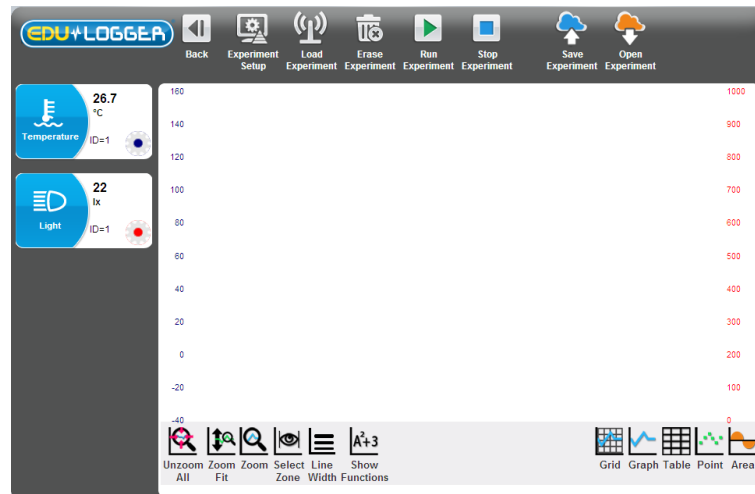 EDU LOGGER
Back
Experiment Setup
Load Experiment
Erase Experiment
Run Experiment
Stop Experiment
Save Experiment
Open Experiment
Temperature
26.7
°C
ID=1
Light
22
lx
ID=1
160
140
120
100
80
60
40
20
0
-20
-40
1000
900
800
700
600
500
400
300
200
100
0
Unzoom All
Zoom Fit
Zoom
Select Zone
Line Width
A²+3
Show Functions
Grid
Graph
Table
Point
Area